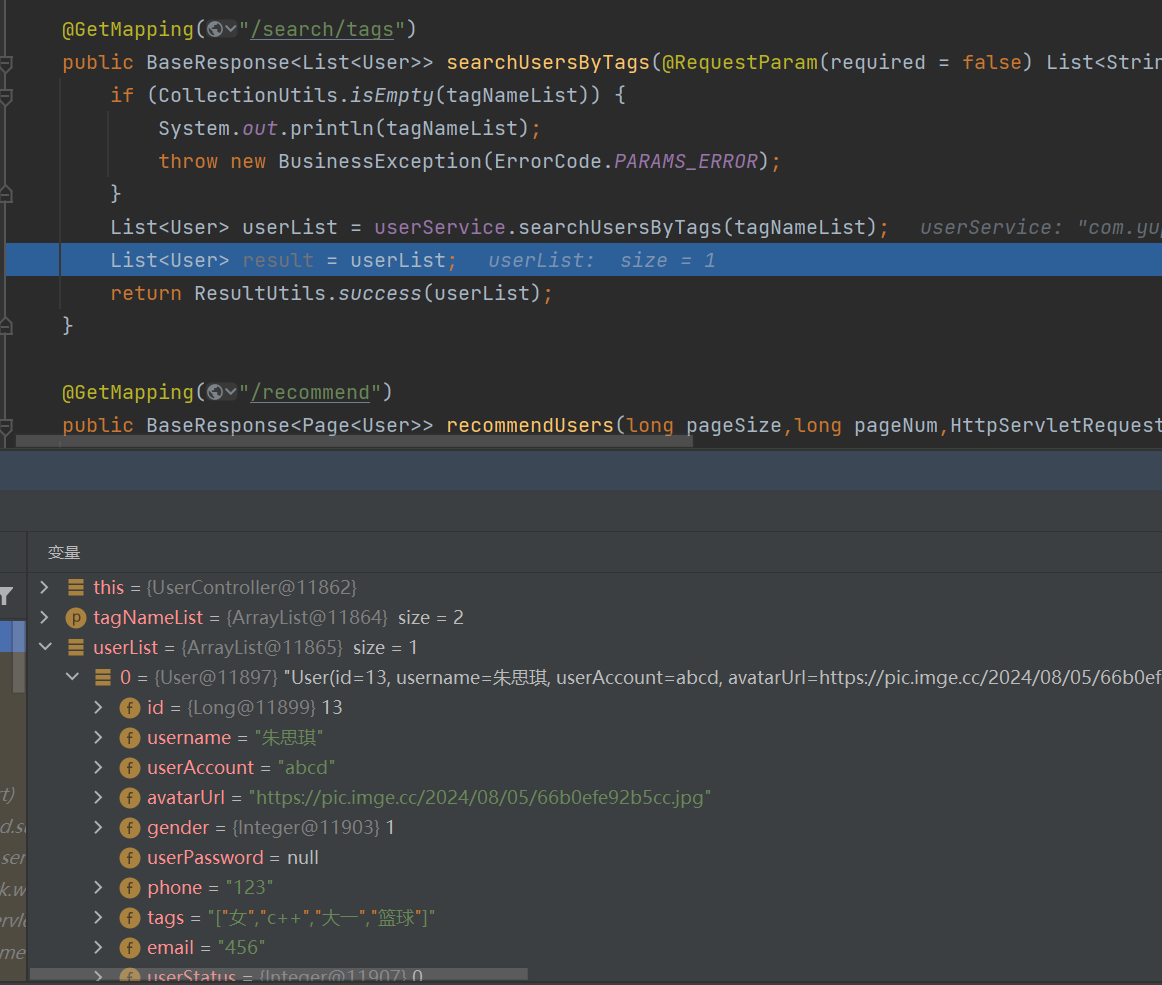 @GetMapping("/search/tags")
public BaseResponse<List<User>> searchUsersByTags(@RequestParam(required = false) List<Strin
if (CollectionUtils.isEmpty(tagNameList)) {
System.out.println(tagNameList);
throw new BusinessException(ErrorCode.PARAMS_ERROR);
}
List<User> userList = userService.searchUsersByTags(tagNameList); userService: "com.yup
List<User> result = userList; userList: size = 1
return ResultUtils.success(userList);
}
@GetMapping("/recommend")
public BaseResponse<Page<User>> recommendUsers(long pageSize,long pageNum,HttpServletRequest
变量
this = {UserController@11862}
p tagNameList = {ArrayList@11864} size = 2
userList = {ArrayList@11865} size = 1
0 = {User@11897} "User(id=13, username=朱思琪, userAccount=abcd, avatarUrl=https://pic.imge.cc/2024/08/05/66b0ef
f id = {Long@11899} 13
f username = "朱思琪"
f userAccount = "abcd"
rt) f avatarUrl = "https://pic.imge.cc/2024/08/05/66b0efe92b5cc.jpg"
d.s f gender = {Integer@11903} 1
ser f userPassword = null
k.w f phone = "123"
rvle f tags = "["女","c++","大一","篮球"]"
me f email = "456"
f userStatus = {Integer@11907} 0